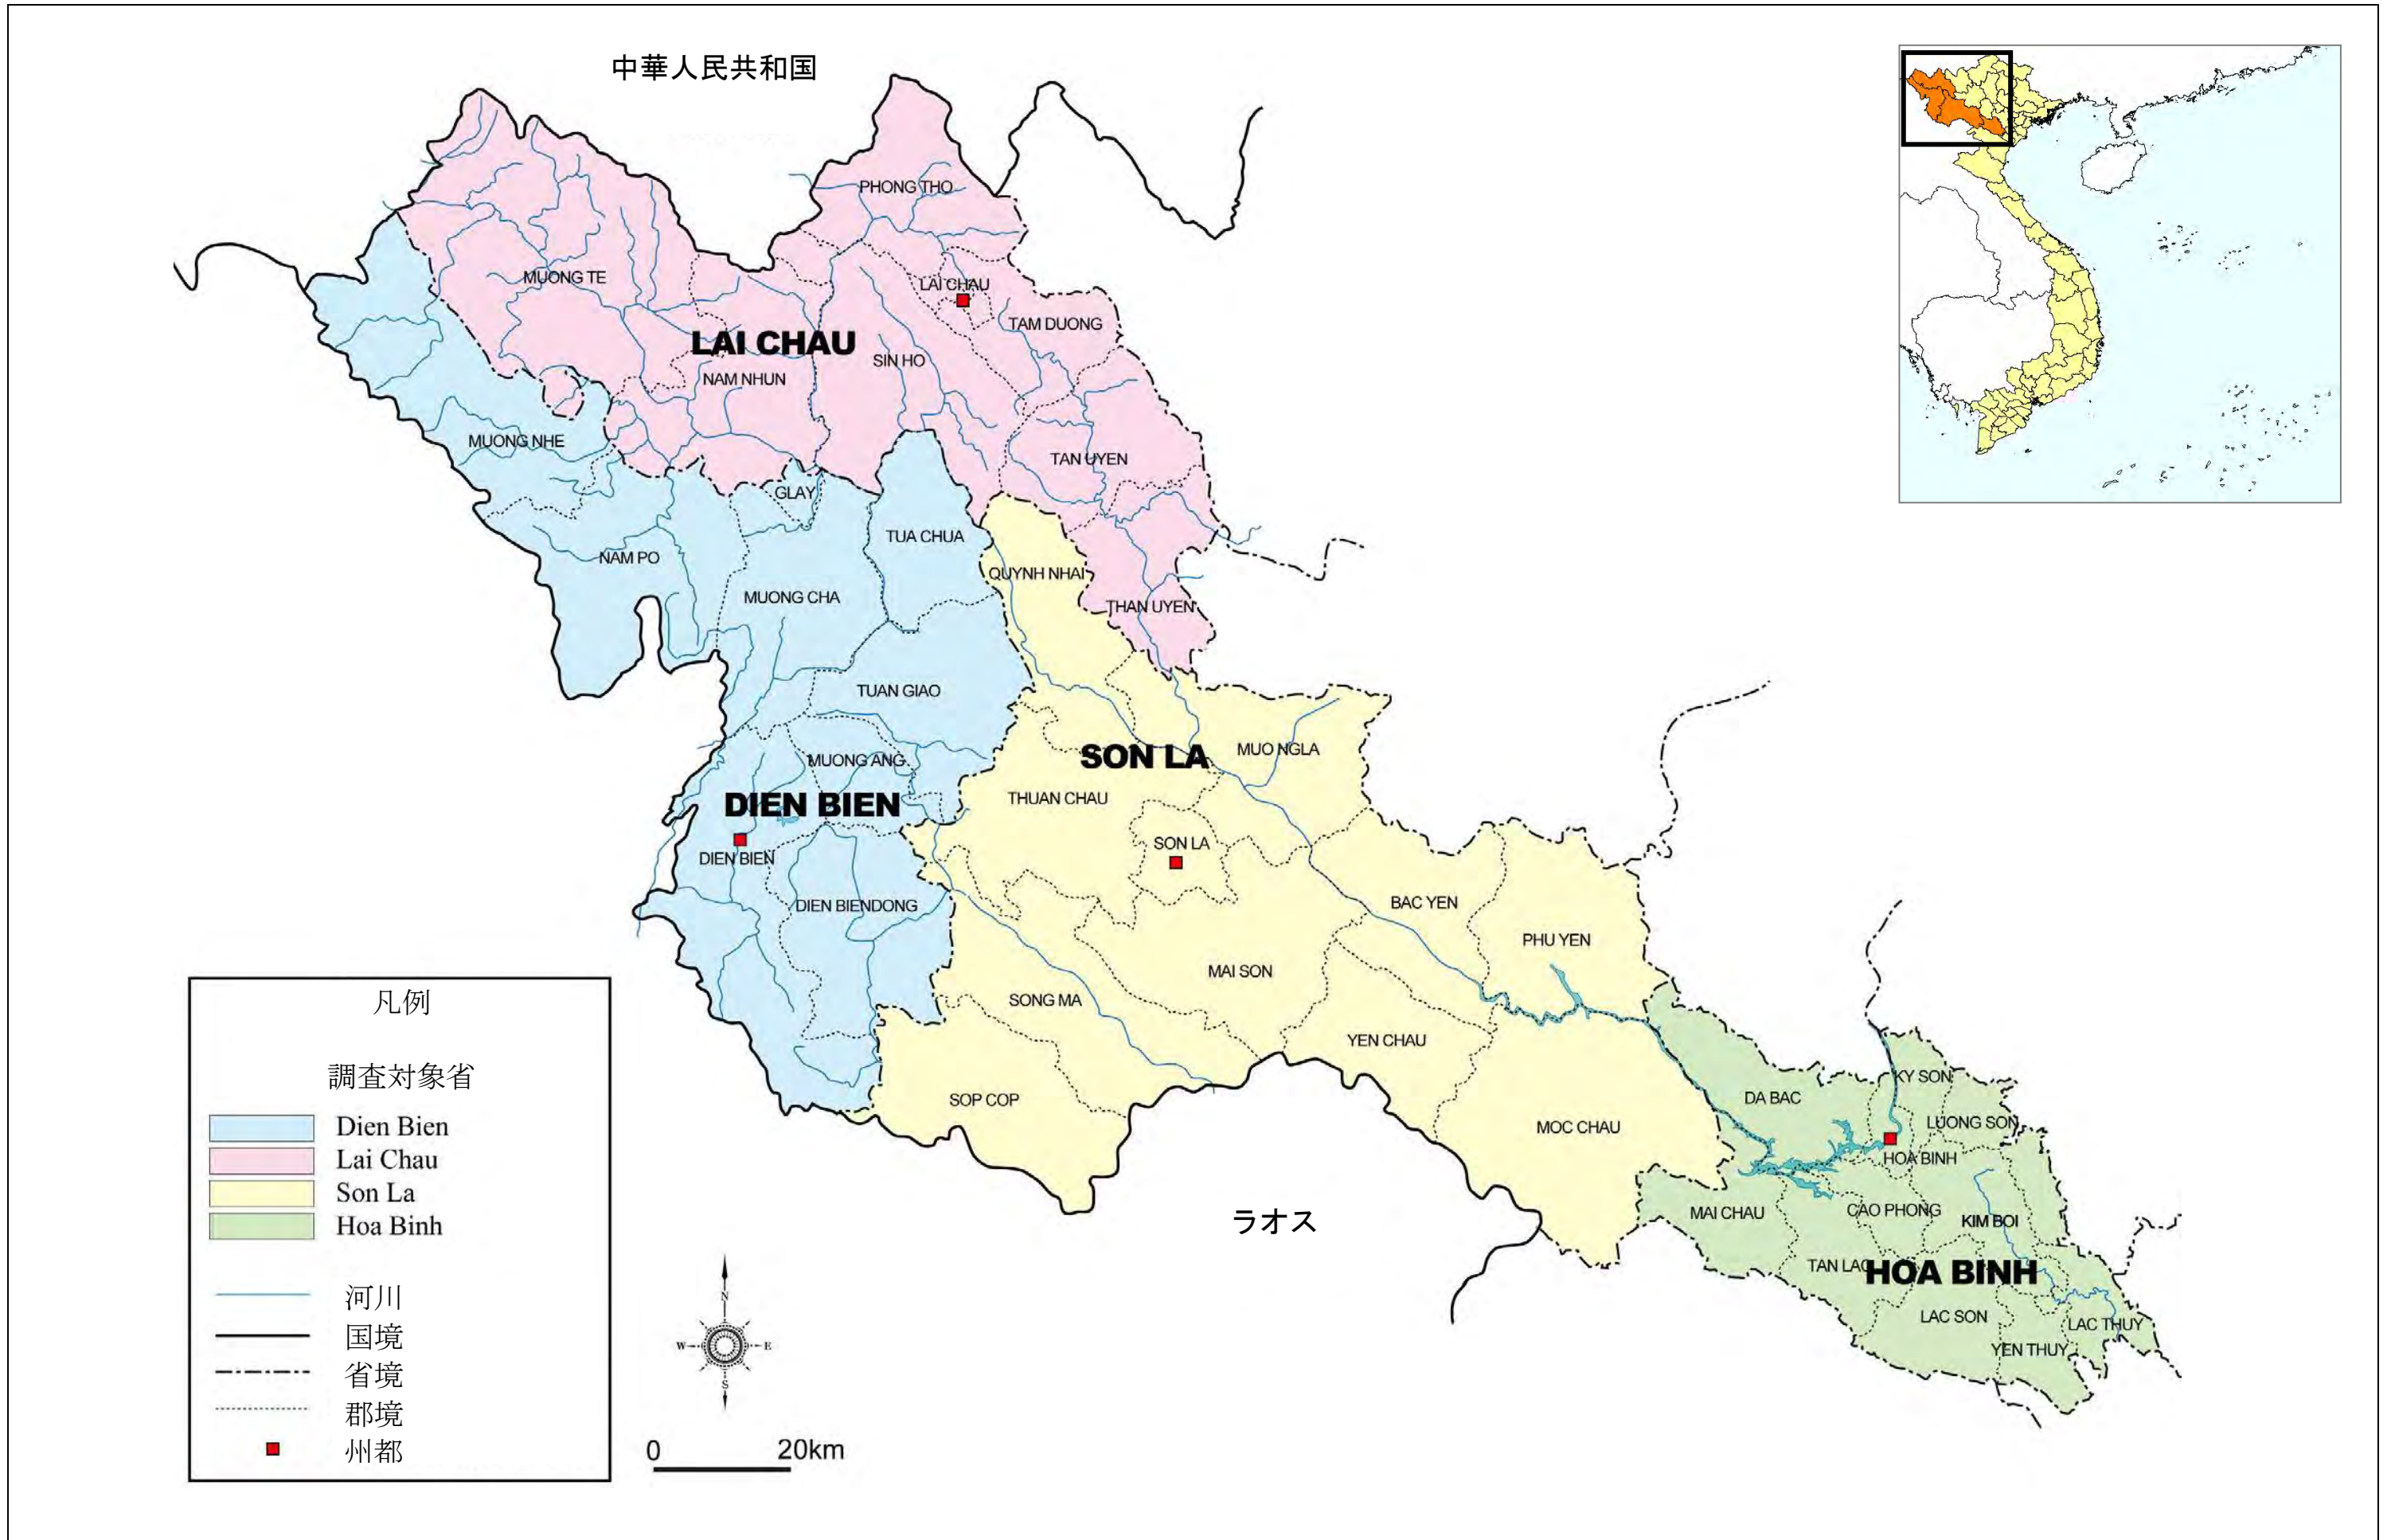 中華人民共和国
PHONG THO
MUONG TE
LAI CHAU
TAM DUONG
LAI CHAU
SIN HO
NAM NHUN
MUONG NHE
TAN UYEN
GLAY
TUA CHUA
NAM PO
QUYNH NHAI
MUONG CHA
THAN UYEN
TUAN GIAO
MUONG ANG
SON LA
MUO NGLA
DIEN BIEN
THUAN CHAU
SON LA
DIEN BIEN
DIEN BIENDONG
BAC YEN
PHU YEN
MAI SON
SONG MA
YEN CHAU
SOP COP
MOC CHAU
DA BAC
KY SON
LUONG SON
HOA BINH
MAI CHAU
CAO PHONG
KIM BOI
TAN LAC
HOA BINH
LAC SON
LAC THUY
YEN THUY
ラオス
凡例
調査対象省
Dien Bien
Lai Chau
Son La
Hoa Binh
河川
国境
省境
郡境
州都
N
W
E
S
0 20km